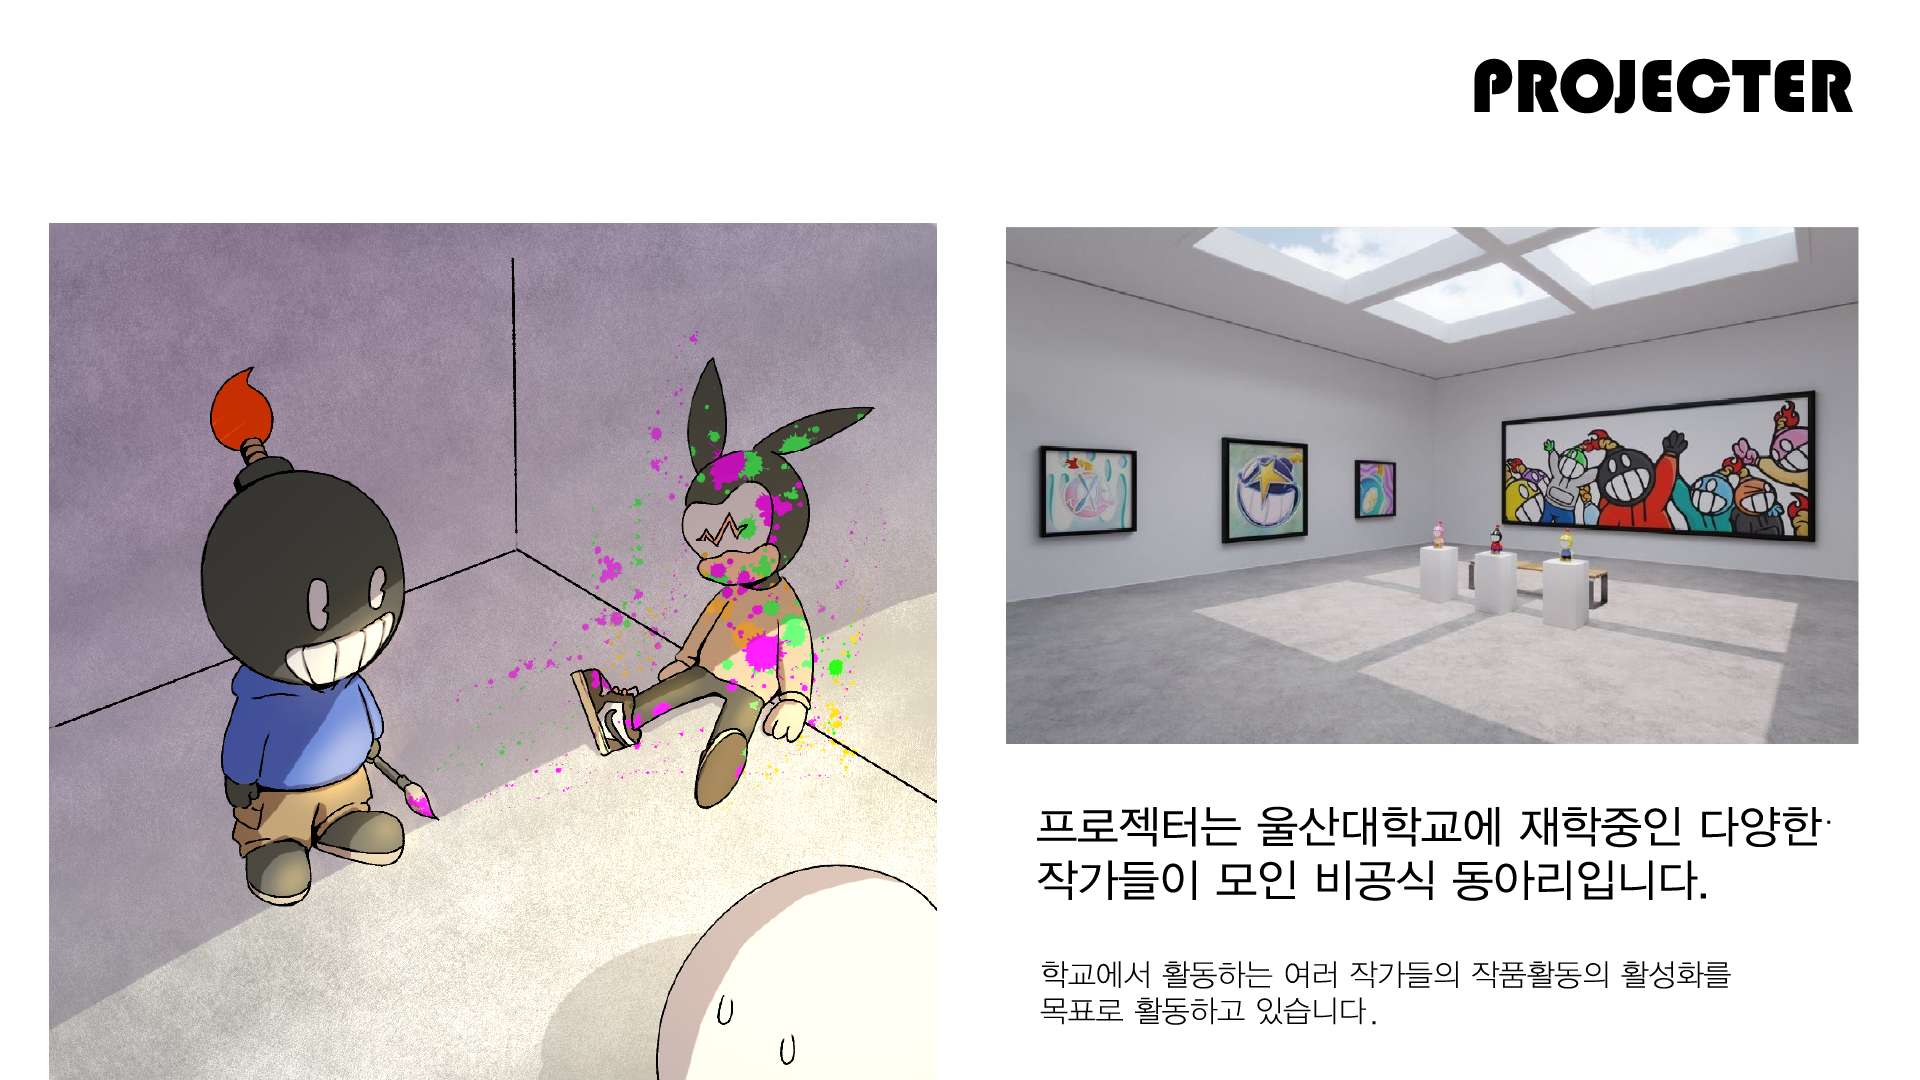 PROJECTER
프로젝터는 울산대학교에 재학중인 다양한
작가들이 모인 비공식 동아리입니다.
학교에서 활동하는 여러 작가들의 작품활동의 활성화를
목표로 활동하고 있습니다.